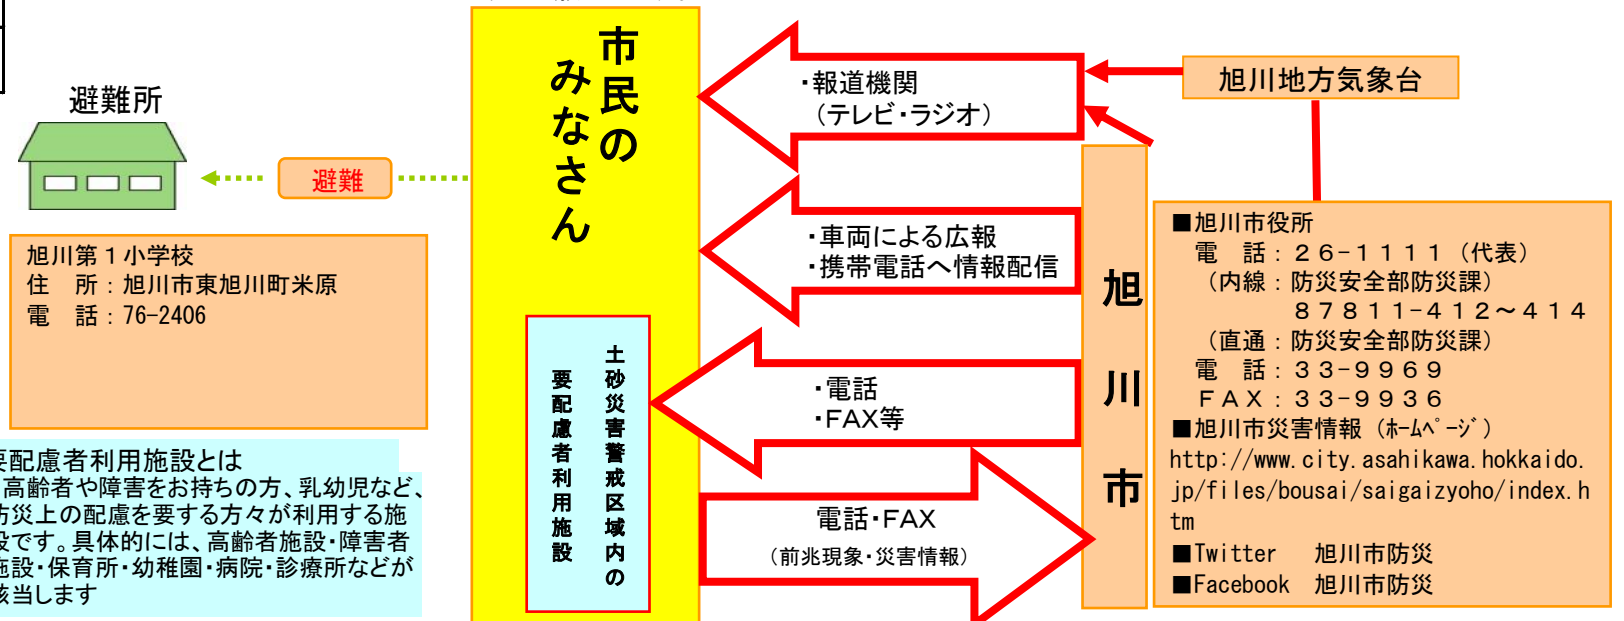 避難所
避難
旭川第１小学校
住　所：旭川市東旭川町米原
電　話：76-2406
要配慮者利用施設とは
高齢者や障害をお持ちの方、乳幼児など、
防災上の配慮を要する方々が利用する施
設です。具体的には、高齢者施設・障害者
施設・保育所・幼稚園・病院・診療所などが
該当します
市民の
みなさん
土砂災害警戒区域内の
要配慮者利用施設
・報道機関
（テレビ・ラジオ）
・車両による広報
・携帯電話へ情報配信
・電話
・FAX等
電話・FAX
（前兆現象・災害情報）
旭川市
旭川地方気象台
■旭川市役所
電　話：２６-１１１１（代表）
（内線：防災安全部防災課）
８７８１１-４１２～４１４
（直通：防災安全部防災課）
電　話：３３-９９６９
ＦＡＸ：３３-９９３６
■旭川市災害情報（ﾎｰﾑﾍﾟｰｼﾞ）
http://www.city.asahikawa.hokkaido.
jp/files/bousai/saigaizyoho/index.h
tm
■Twitter　旭川市防災
■Facebook　旭川市防災